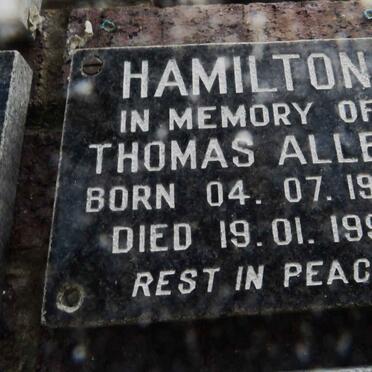 HAMILTON
IN MEMORY OF
THOMAS ALLE
BORN 04. 07. 19
DIED 19. 01. 199
REST IN PEAC